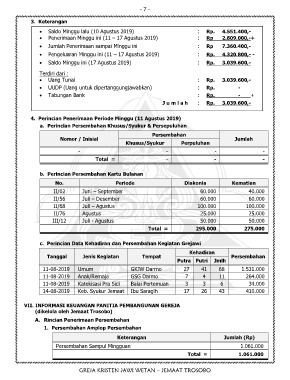 - 7 -
3. Keterangan
• Saldo Minggu lalu (10 Agustus 2019) : Rp. 4.551.400,-
• Penerimaan Minggu ini (11 – 17 Agustus 2019) : Rp. 2.809.000,-+
• Jumlah Penerimaan sampai Minggu ini : Rp. 7.360.400,-
• Pengeluaran Minggu ini (11 – 17 Agustus 2019) : Rp. 4.320.800,- -
• Saldo Minggu ini (17 Agustus 2019) : Rp. 3.039.600,-
Terdiri dari :
• Uang Tunai : Rp. 3.039.600,-
• UUDP (Uang untuk dipertanggungjawabkan) : Rp. -
• Tabungan Bank : Rp. - +
J u m l a h Rp. 3.039.600,-
4. Perincian Penerimaan Periode Minggu (11 Agustus 2019)
a. Perincian Persembahan Khusus/Syukur & Persepuluhan
Nomor / Inisial Persembahan Jumlah
Khusus/Syukur Perpuluhan
- - - -
Total = - - -
b. Perincian Persembahan Kartu Bulanan
No. Periode Diakonia Kematian
II/02 Juni – September 60.000 40.000
II/56 Juli – Desember 60.000 60.000
II/68 Juli – Agustus 100.000 100.000
II/76 Agustus 25.000 25.000
III/12 Juli - Agustus 50.000 50.000
Total = 295.000 275.000
c. Perincian Data Kehadiran dan Persembahan Kegiatan Gerejawi
Tanggal Jenis Kegiatan Tempat Kehadiran Persembahan
Putra Putri Jmlh
11-08-2019 Umum GKJW Darmo 27 41 68 1.531.000
11-08-2019 Anak/Remaja GSG Darmo 7 4 11 264.000
11-08-2019 Katekisasi Pra Sidi Balai Pertemuan 3 3 6 34.000
14-08-2019 Keb. Syukur Jemaat Ibu Saragih 17 26 43 410.000
VII. INFORMASI KEUANGAN PANITIA PEMBANGUNAN GEREJA
(dikelola oleh Jemaat Trosobo)
A. Rincian Penerimaan Persembahan
1. Persembahan Amplop Persembahan
Keterangan Jumlah (Rp)
Persembahan Sampul Mingguan 1.061.000
Total = 1.061.000
GREJA KRISTEN JAWI WETAN – JEMAAT TROSOBO